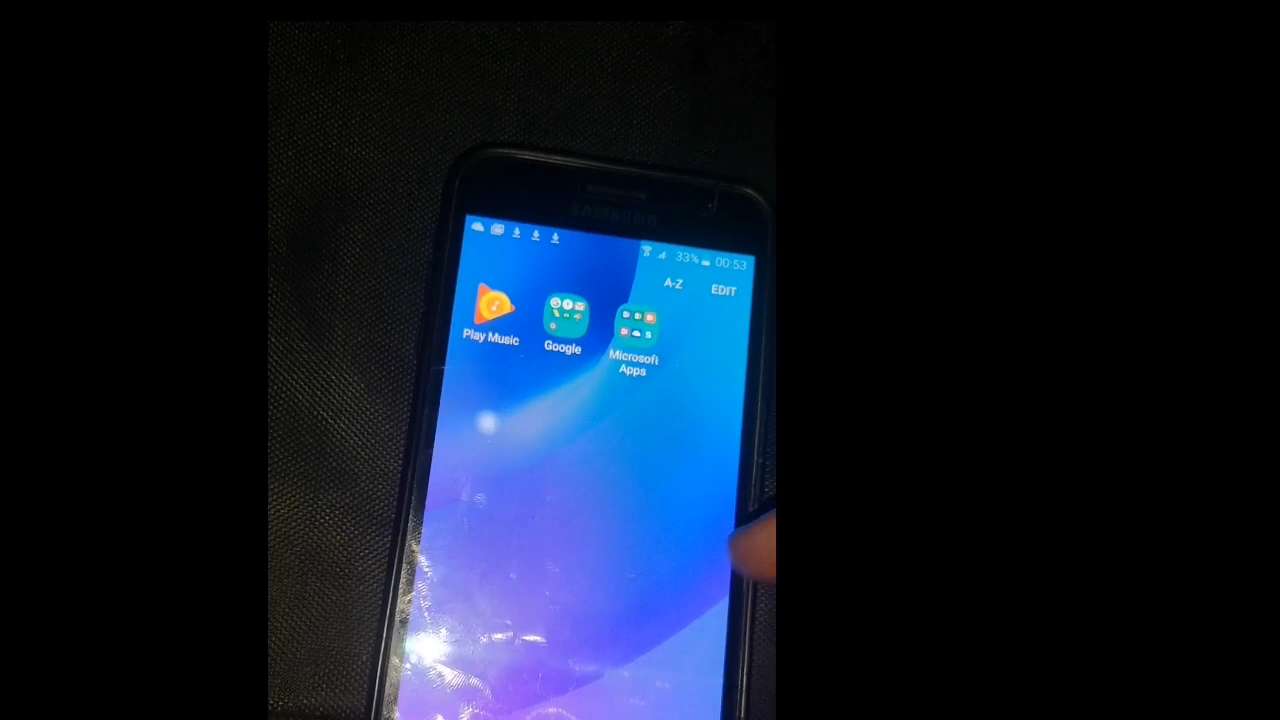 SAMSUNG
33% 00:53
A-Z EDIT
Play Music
Google
Microsoft
Apps